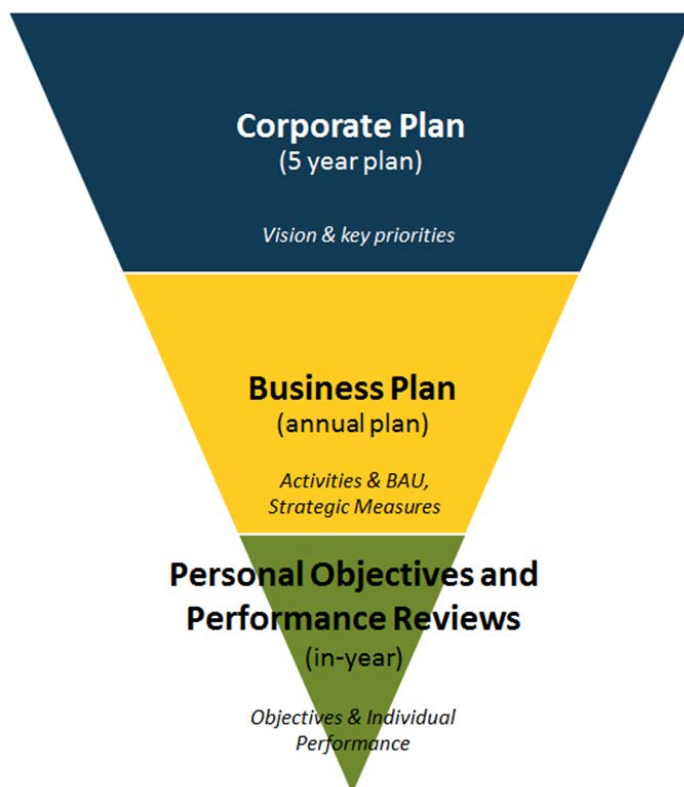 Corporate Plan
(5 year plan)
Vision & key priorities
Business Plan
(annual plan)
Activities & BAU,
Strategic Measures
Personal Objectives and
Performance Reviews
(in-year)
Objectives & Individual
Performance